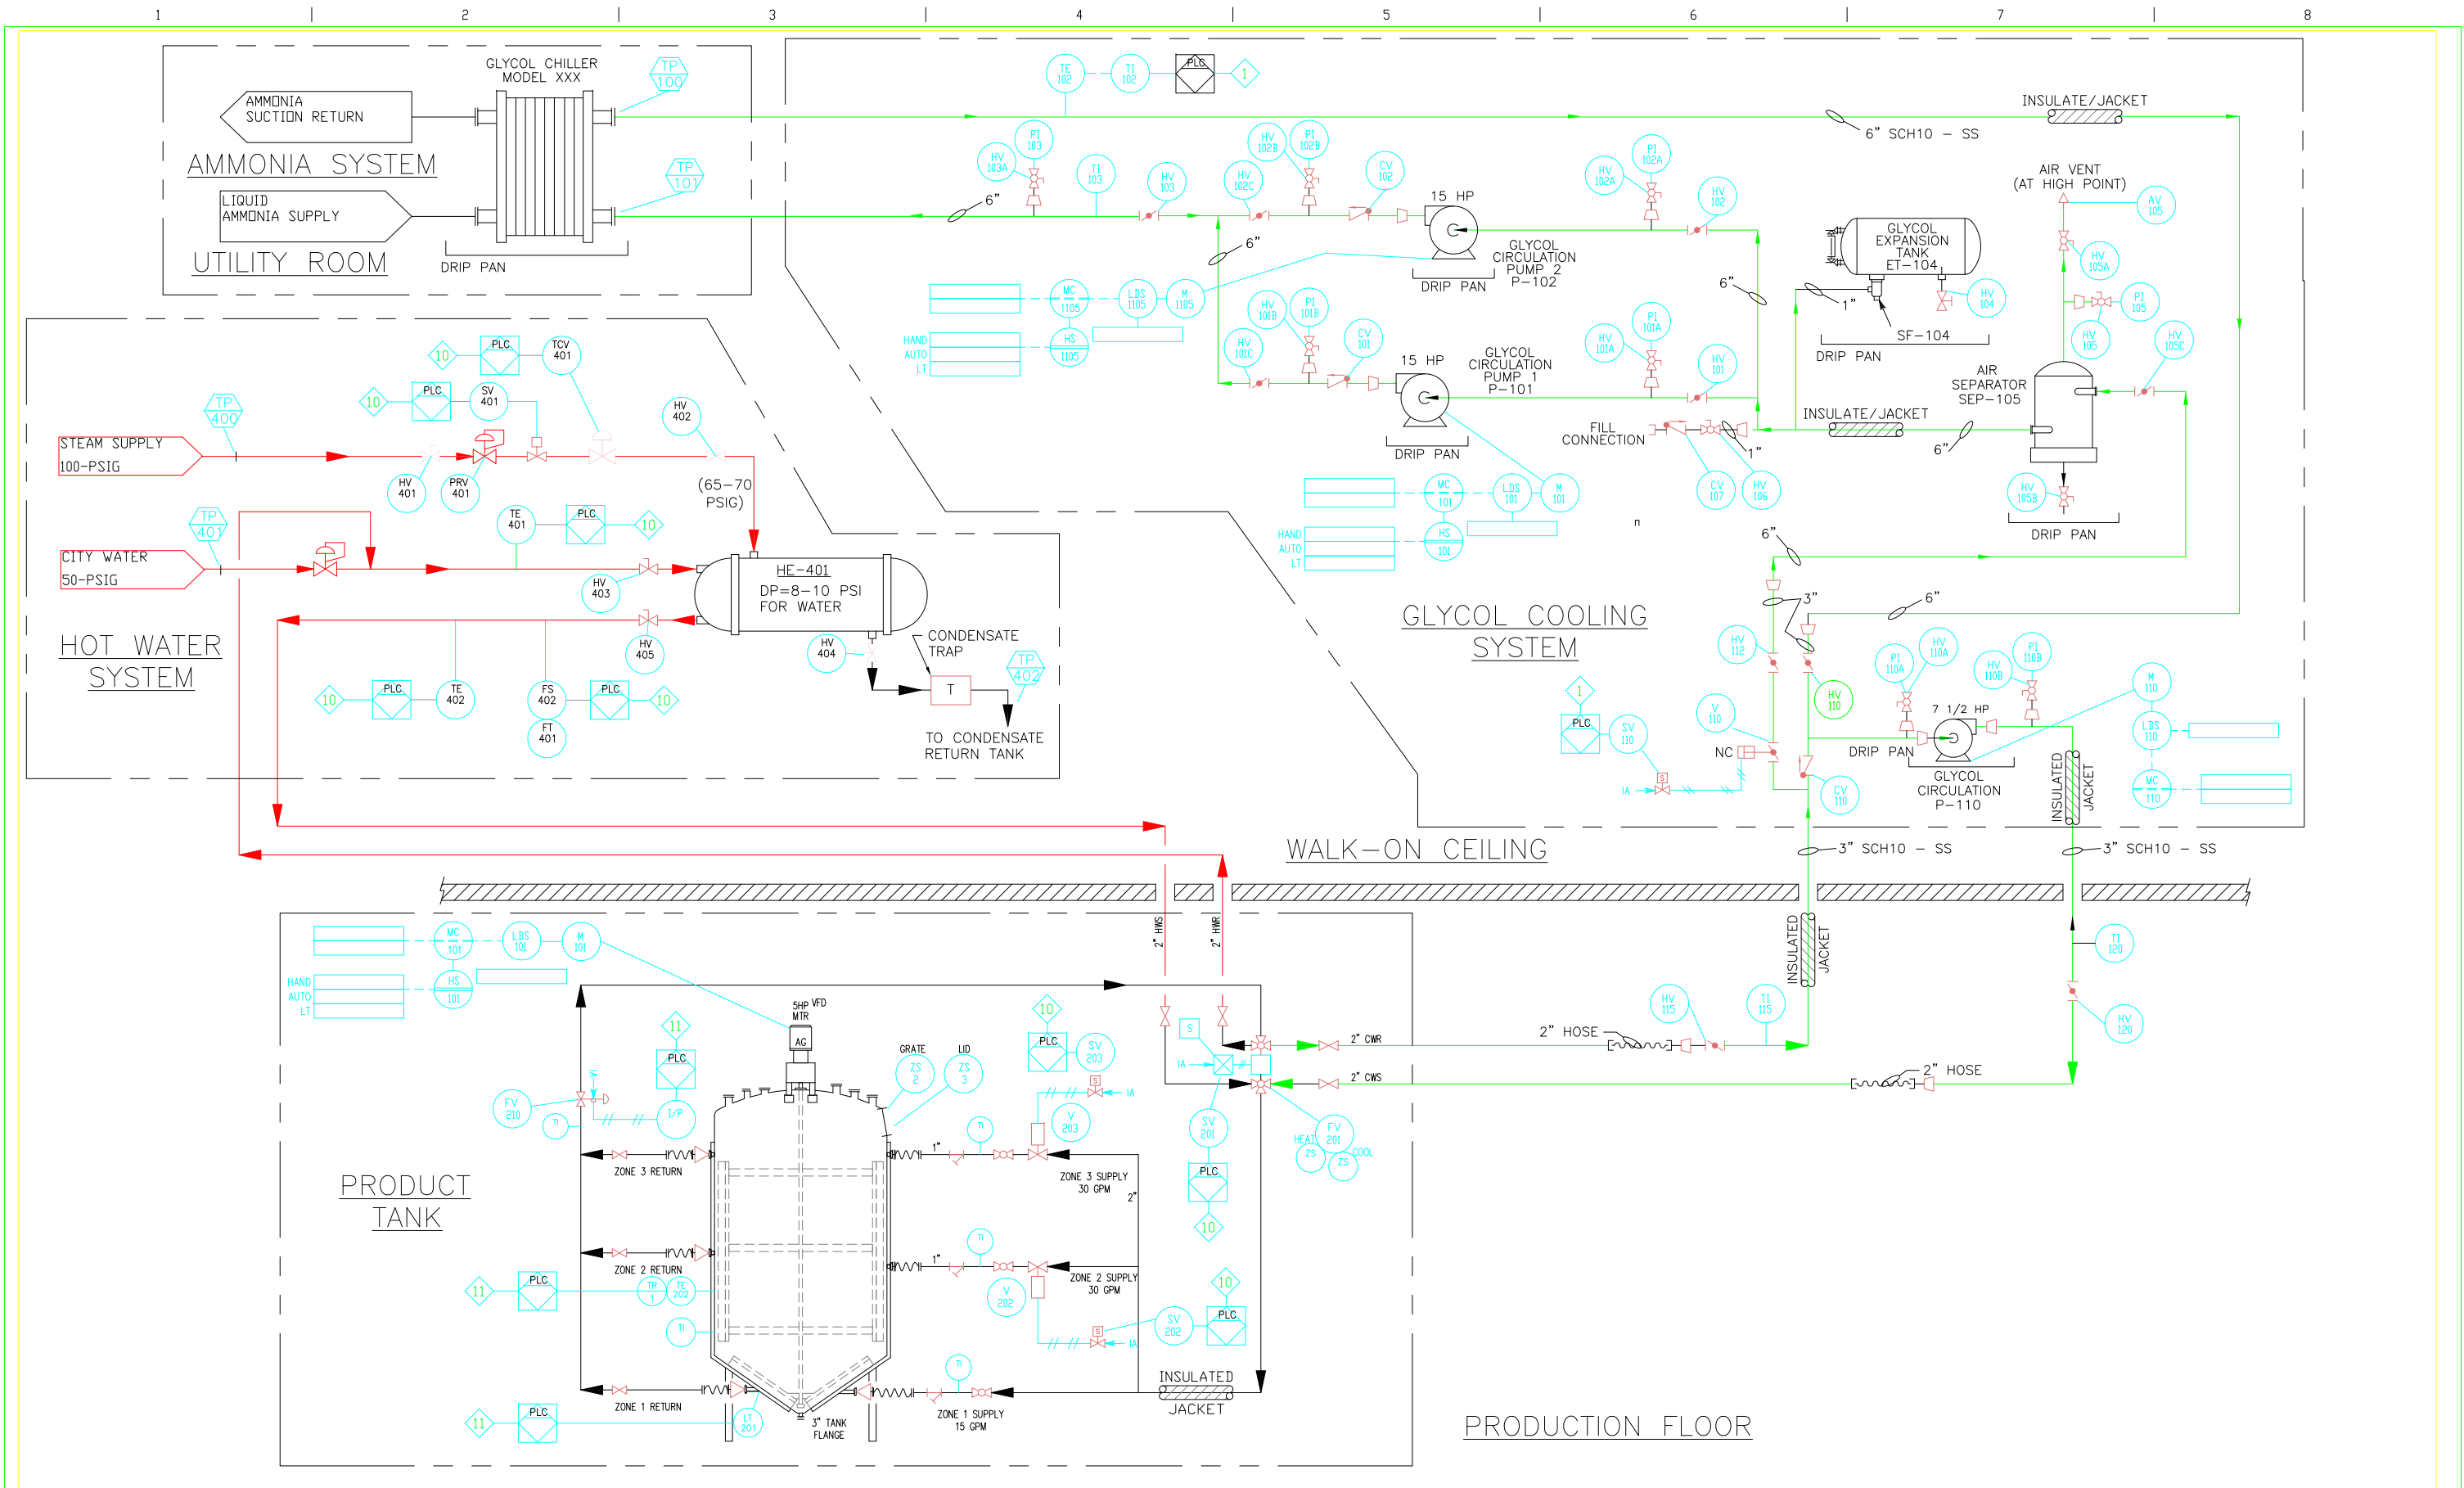 1
2
3
4
5
6
7
8
GLYCOL CHILLER
MODEL XXX
TP
100
AMMONIA
SUCTION RETURN
AMMONIA SYSTEM
TP
101
LIQUID
AMMONIA SUPPLY
UTILITY ROOM
DRIP PAN
TE
102
TI
102
PLC
1
INSULATE/JACKET
6" SCH10 - SS
PI
103
HV
103A
TI
103
HV
103
6"
HV
102C
HV
102B
PI
102B
CV
102
15 HP
GLYCOL
CIRCULATION
PUMP 2
P-102
DRIP PAN
HV
102A
PI
102A
HV
102
6"
6"
AIR VENT
(AT HIGH POINT)
AV
105
GLYCOL
EXPANSION
TANK
ET-104
HV
105A
HV
104
PI
105
1"
SF-104
DRIP PAN
HV
105
HV
105C
MC
1105
LDS
1105
M
1105
HAND
AUTO
LT
HS
1105
HV
101C
HV
101B
PI
101B
CV
101
15 HP
GLYCOL
CIRCULATION
PUMP 1
P-101
DRIP PAN
HV
101A
PI
101A
HV
101
AIR
SEPARATOR
SEP-105
INSULATE/JACKET
FILL
CONNECTION
1"
6"
CV
107
HV
106
HV
105B
DRIP PAN
MC
101
LDS
101
M
101
HAND
AUTO
LT
HS
101
10
PLC
TCV
401
10
PLC
SV
401
HV
402
TP
400
STEAM SUPPLY
100-PSIG
HV
401
PRV
401
(65-70
PSIG)
TP
401
TE
401
PLC
10
CITY WATER
50-PSIG
HV
403
HE-401
DP=8-10 PSI
FOR WATER
HOT WATER
SYSTEM
HV
405
HV
404
CONDENSATE
TRAP
T
TP
402
10
PLC
TE
402
FS
402
PLC
10
FT
401
TO CONDENSATE
RETURN TANK
GLYCOL COOLING
SYSTEM
6"
3"
6"
HV
112
HV
110
PI
110A
HV
110A
HV
110B
PI
110B
M
110
1
PLC
SV
110
V
110
NC
S
IA
CV
110
7 1/2 HP
DRIP PAN
GLYCOL
CIRCULATION
P-110
INSULATED
JACKET
LDS
110
MC
110
WALK-ON CEILING
3" SCH10 - SS
3" SCH10 - SS
2" HWS
2" HWR
INSULATED
JACKET
TI
120
HV
120
MC
101
LDS
101
M
101
HAND
AUTO
LT
HS
101
5HP VFD
MTR
AG
GRATE
LID
ZS
2
ZS
3
11
PLC
I/P
FV
210
TI
10
PLC
SV
203
S
IA
V
203
S
IA
2" CWR
2" CWS
2" HOSE
HV
115
TI
115
2" HOSE
SV
201
FV
201
HEAT
ZS
ZS
COOL
PLC
10
ZONE 3 RETURN
1"
TI
ZONE 3 SUPPLY
30 GPM
2"
PRODUCT
TANK
ZONE 2 RETURN
1"
TI
ZONE 2 SUPPLY
30 GPM
11
PLC
TR
1
TE
202
TI
V
202
S
IA
SV
202
PLC
10
ZONE 1 RETURN
TI
ZONE 1 SUPPLY
15 GPM
INSULATED
JACKET
11
PLC
LT
201
3" TANK
FLANGE
PRODUCTION FLOOR